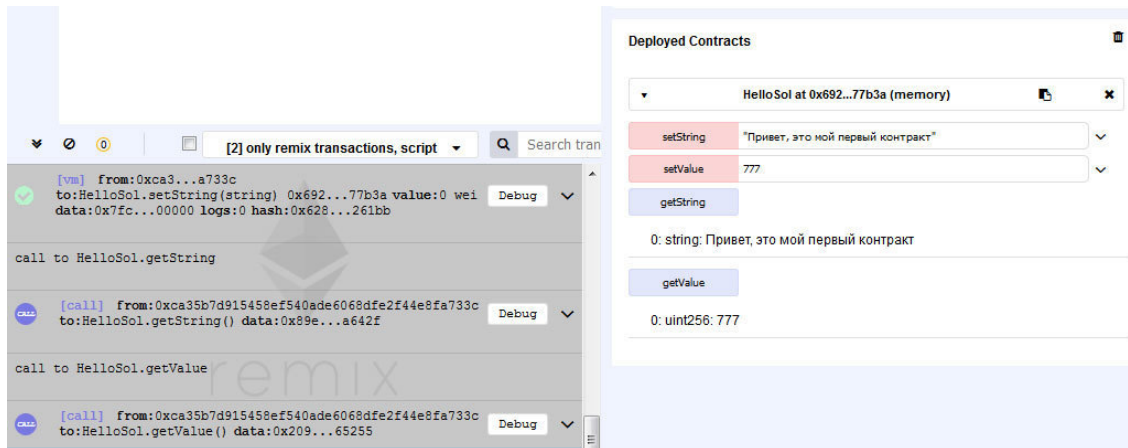 0
[2] only remix transactions, script
Search tran
[vm] from:0xca3...a733c
to:HelloSol.setString(string) 0x692...77b3a value:0 wei
data:0x7fc...00000 logs:0 hash:0x628...261bb
Debug
call to HelloSol.getString
CALL
[call] from:0xca35b7d915458ef540ade6068dfe2f44e8fa733c
to:HelloSol.getString() data:0x89e...a642f
Debug
call to HelloSol.getValue
remix
CALL
[call] from:0xca35b7d915458ef540ade6068dfe2f44e8fa733c
to:HelloSol.getValue() data:0x209...65255
Debug
Deployed Contracts
HelloSol at 0x692...77b3a (memory)
setString "Привет, это мой первый контракт"
setValue 777
getString
0: string: Привет, это мой первый контракт
getValue
0: uint256: 777